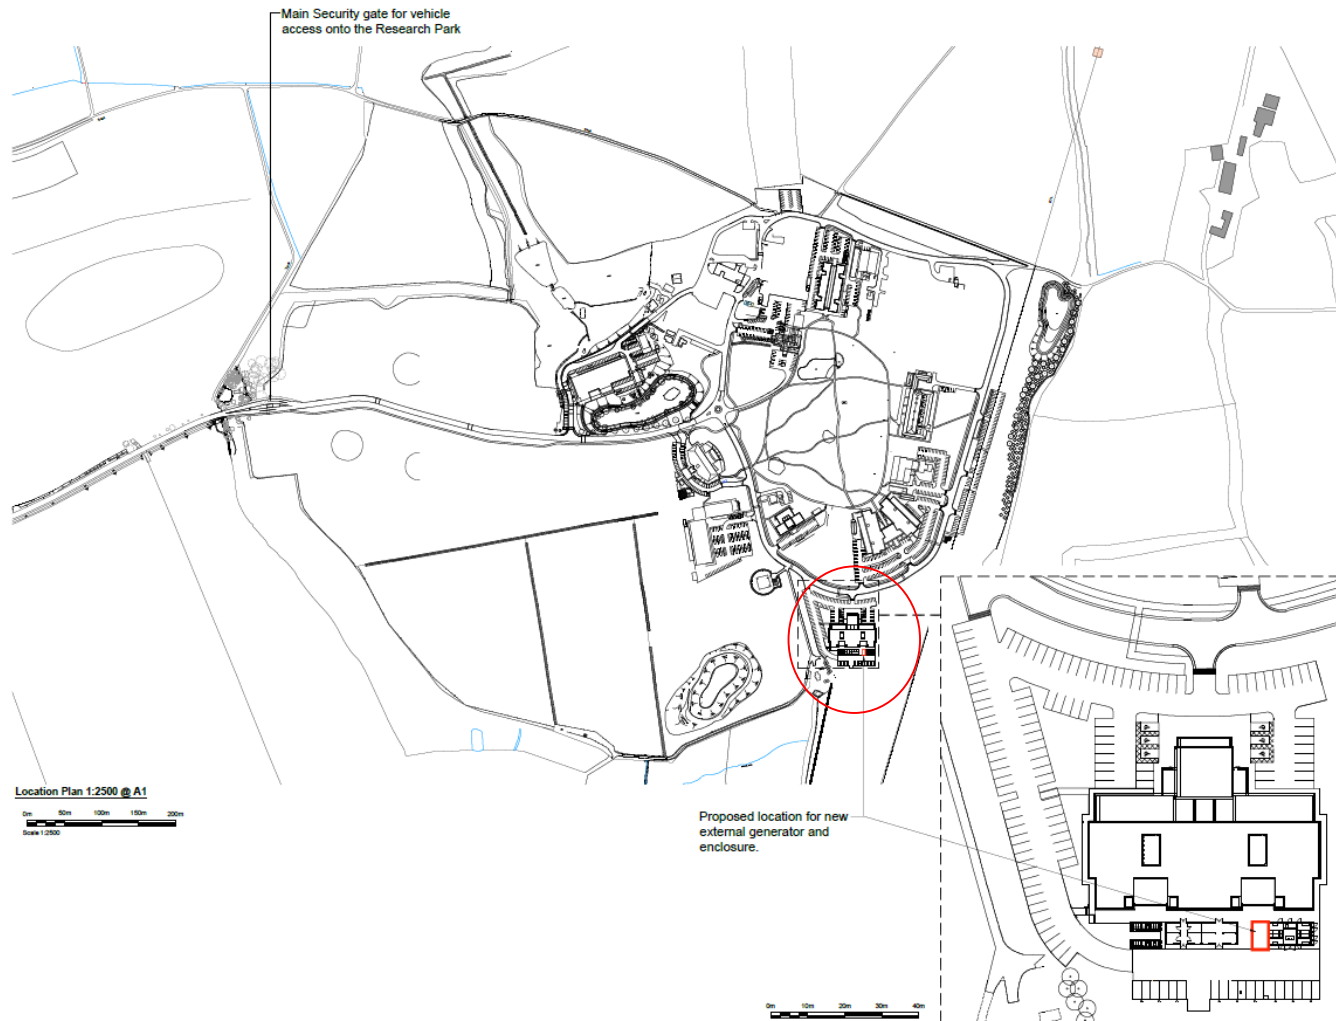 Main Security gate for vehicle
access onto the Research Park
Location Plan 1:2500 @ A1
0m 50m 100m 150m 200m
Scale 1:2500
Proposed location for new
external generator and
enclosure.
0m 10m 20m 30m 40m